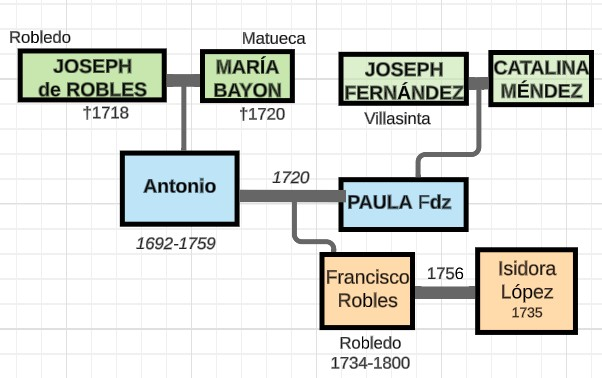 Robledo
Matueca
JOSEPH
de ROBLES
MARÍA
BAYON
JOSEPH
FERNÁNDEZ
CATALINA
MÉNDEZ
†1718
†1720
Villasinta
Antonio
1720
PAULA Fdz
1692-1759
Francisco
Robles
1756
Isidora
López
1735
Robledo
1734-1800